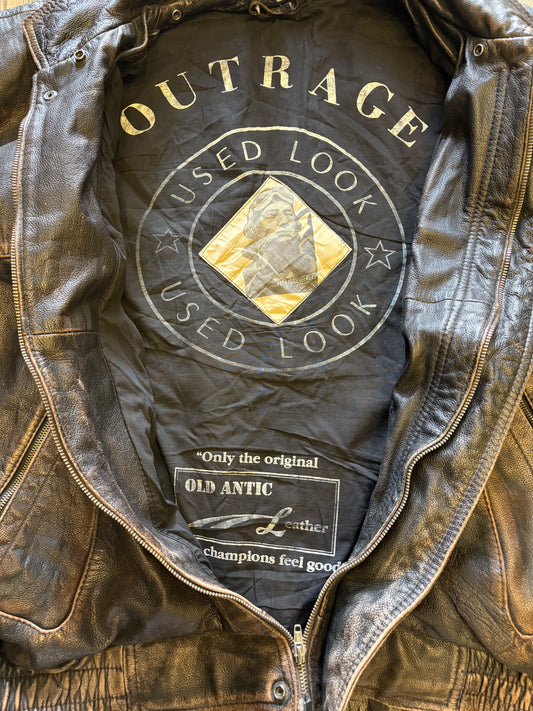 OUTRAGE
USED LOOK
USED LOOK
"Only the original
OLD ANTIC
Leather
champions feel good